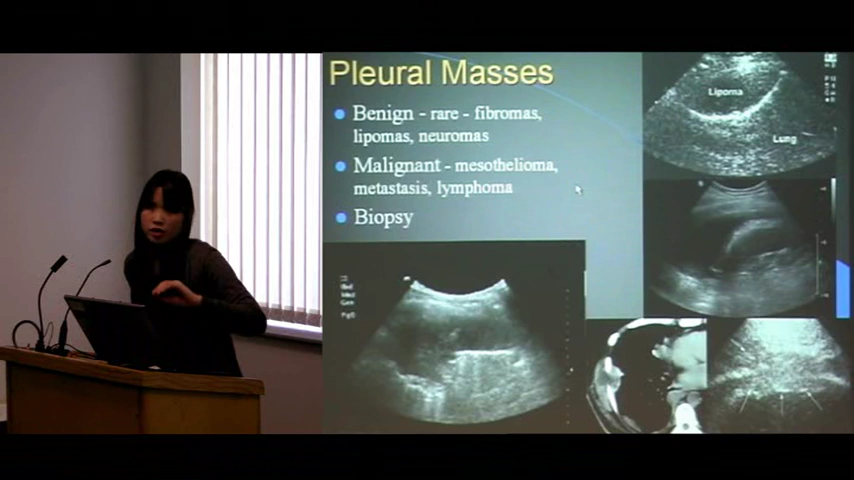 Pleural Masses
Benign - rare - fibromas,
lipomas, neuromas
Malignant - mesothelioma,
metastasis, lymphoma
Biopsy
Lipoma
Lung